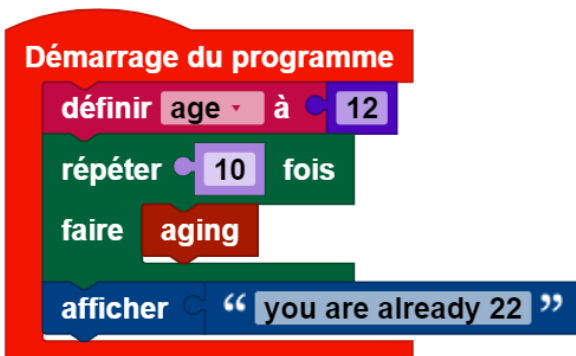 Démarrage du programme
définir age à 12
répéter 10 fois
faire aging
afficher “ you are already 22 ”